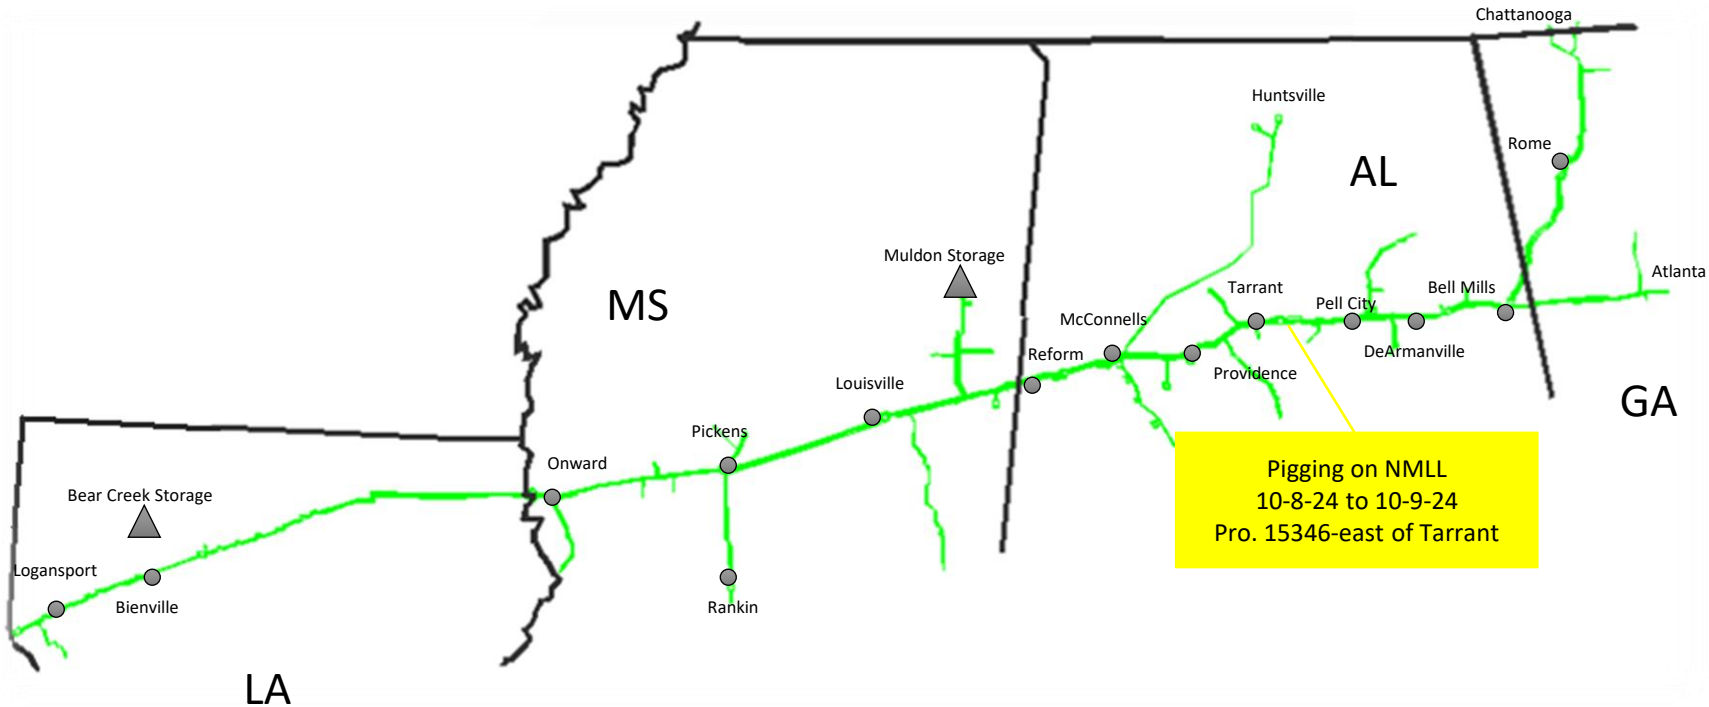 Chattanooga
Huntsville
Rome
AL
Muldon Storage
MS
Atlanta
Tarrant
Bell Mills
Pell City
McConnells
Reform
DeArmanville
Providence
Louisville
GA
Pickens
Onward
Pigging on NMLL
10-8-24 to 10-9-24
Pro. 15346-east of Tarrant
Bear Creek Storage
Logansport
Bienville
Rankin
LA